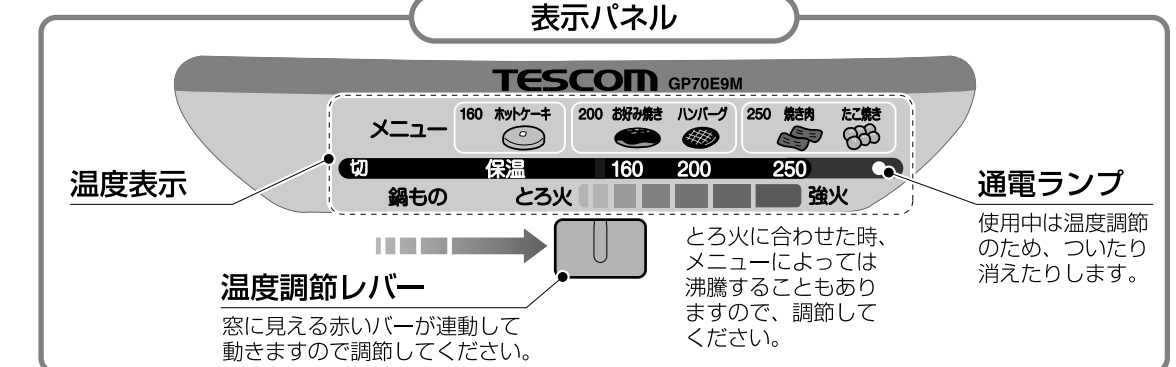 表示パネル
TESCOM GP70E9M
メニュー
160 ホットケーキ
200 お好み焼き ハンバーグ
250 焼き肉 たこ焼き
切 保温 160 200 250
鍋もの とろ火 強火
温度表示
通電ランプ
使用中は温度調節
のため、ついたり
消えたりします。
温度調節レバー
窓に見える赤いバーが連動して
動きますので調節してください。
とろ火に合わせた時、
メニューによっては
沸騰することもあり
ますので、調節して
ください。